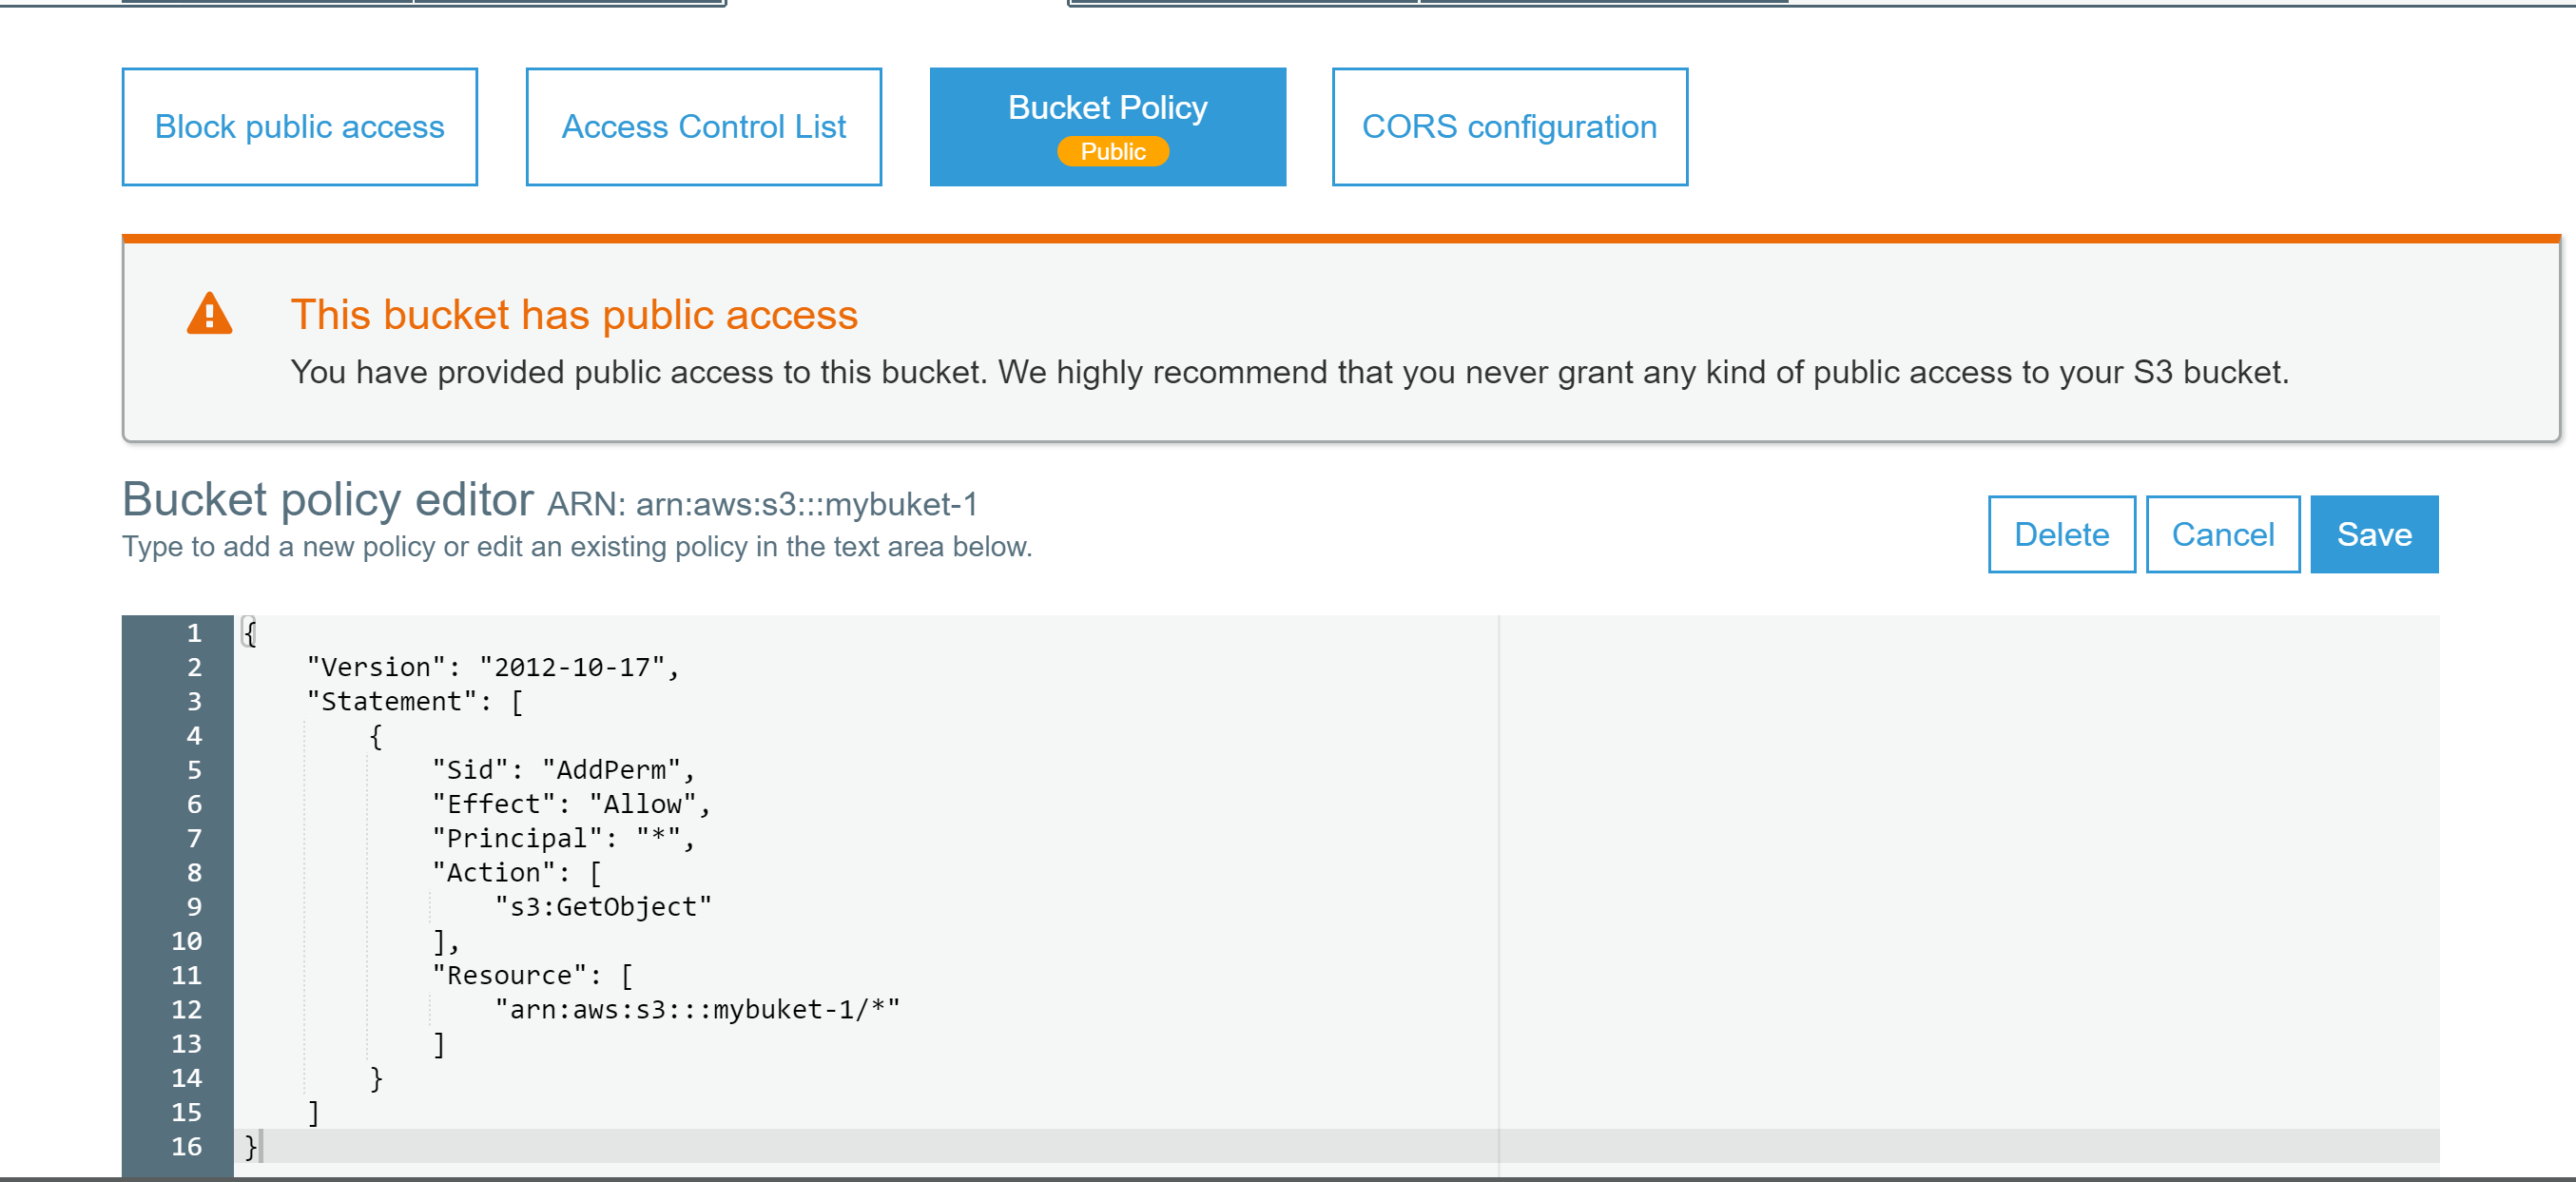 Block public access
Access Control List
Bucket Policy
Public
CORS configuration
This bucket has public access
You have provided public access to this bucket. We highly recommend that you never grant any kind of public access to your S3 bucket.
Bucket policy editor ARN: arn:aws:s3:::mybuket-1
Type to add a new policy or edit an existing policy in the text area below.
Delete Cancel Save
1 {
2 "Version": "2012-10-17",
3 "Statement": [
4 {
5 "Sid": "AddPerm",
6 "Effect": "Allow",
7 "Principal": "*",
8 "Action": [
9 "s3:GetObject"
10 ],
11 "Resource": [
12 "arn:aws:s3:::mybuket-1/*"
13 ]
14 }
15 ]
16 }